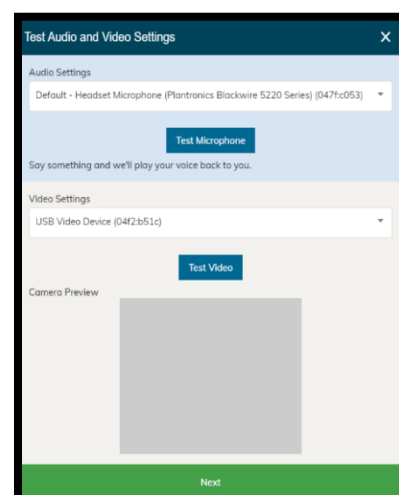 Test Audio and Video Settings
Audio Settings
Default - Headset Microphone (Plantronics Blackwire 5220 Series) (047f:c053)
Test Microphone
Say something and we'll play your voice back to you.
Video Settings
USB Video Device (04f2:b51c)
Test Video
Camera Preview
Next